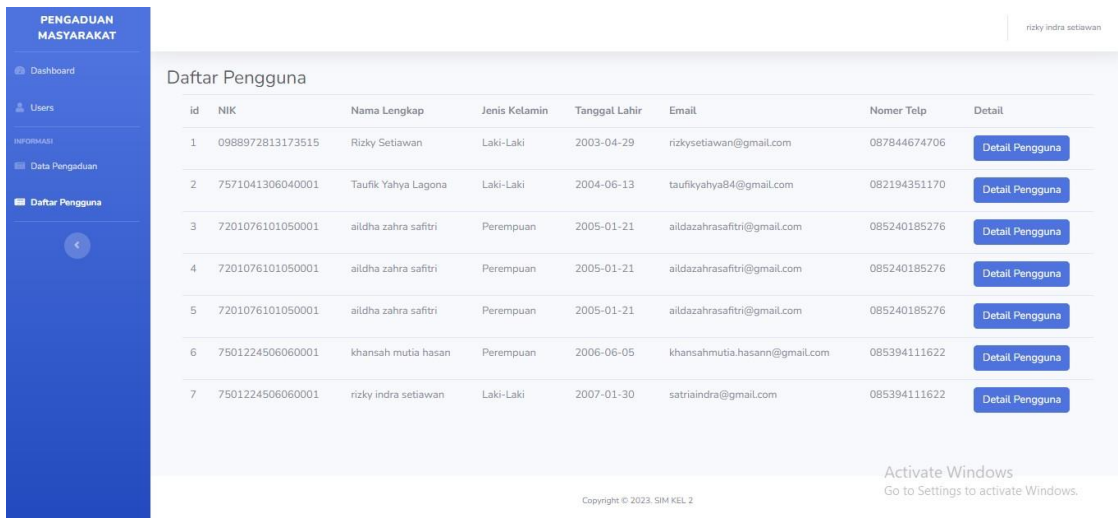 PENGADUAN
MASYARAKAT
rizky indra setiawan
Dashboard
Users
INFORMASI
Data Pengaduan
Daftar Pengguna
Daftar Pengguna
id NIK Nama Lengkap Jenis Kelamin Tanggal Lahir Email Nomer Telp Detail
1 0988972813173515 Rizky Setiawan Laki-Laki 2003-04-29 rizkysetiawan@gmail.com 087844674706 Detail Pengguna
2 7571041306040001 Taufik Yahya Lagona Laki-Laki 2004-06-13 taufikyahya84@gmail.com 082194351170 Detail Pengguna
3 7201076101050001 aildha zahra safitri Perempuan 2005-01-21 aildazahrasafitri@gmail.com 085240185276 Detail Pengguna
4 7201076101050001 aildha zahra safitri Perempuan 2005-01-21 aildazahrasafitri@gmail.com 085240185276 Detail Pengguna
5 7201076101050001 aildha zahra safitri Perempuan 2005-01-21 aildazahrasafitri@gmail.com 085240185276 Detail Pengguna
6 7501224506060001 khansah mutia hasan Perempuan 2006-06-05 khansahmutia.hasann@gmail.com 085394111622 Detail Pengguna
7 7501224506060001 rizky indra setiawan Laki-Laki 2007-01-30 satriaindra@gmail.com 085394111622 Detail Pengguna
Activate Windows
Go to Settings to activate Windows.
Copyright © 2023. SIM KEL 2